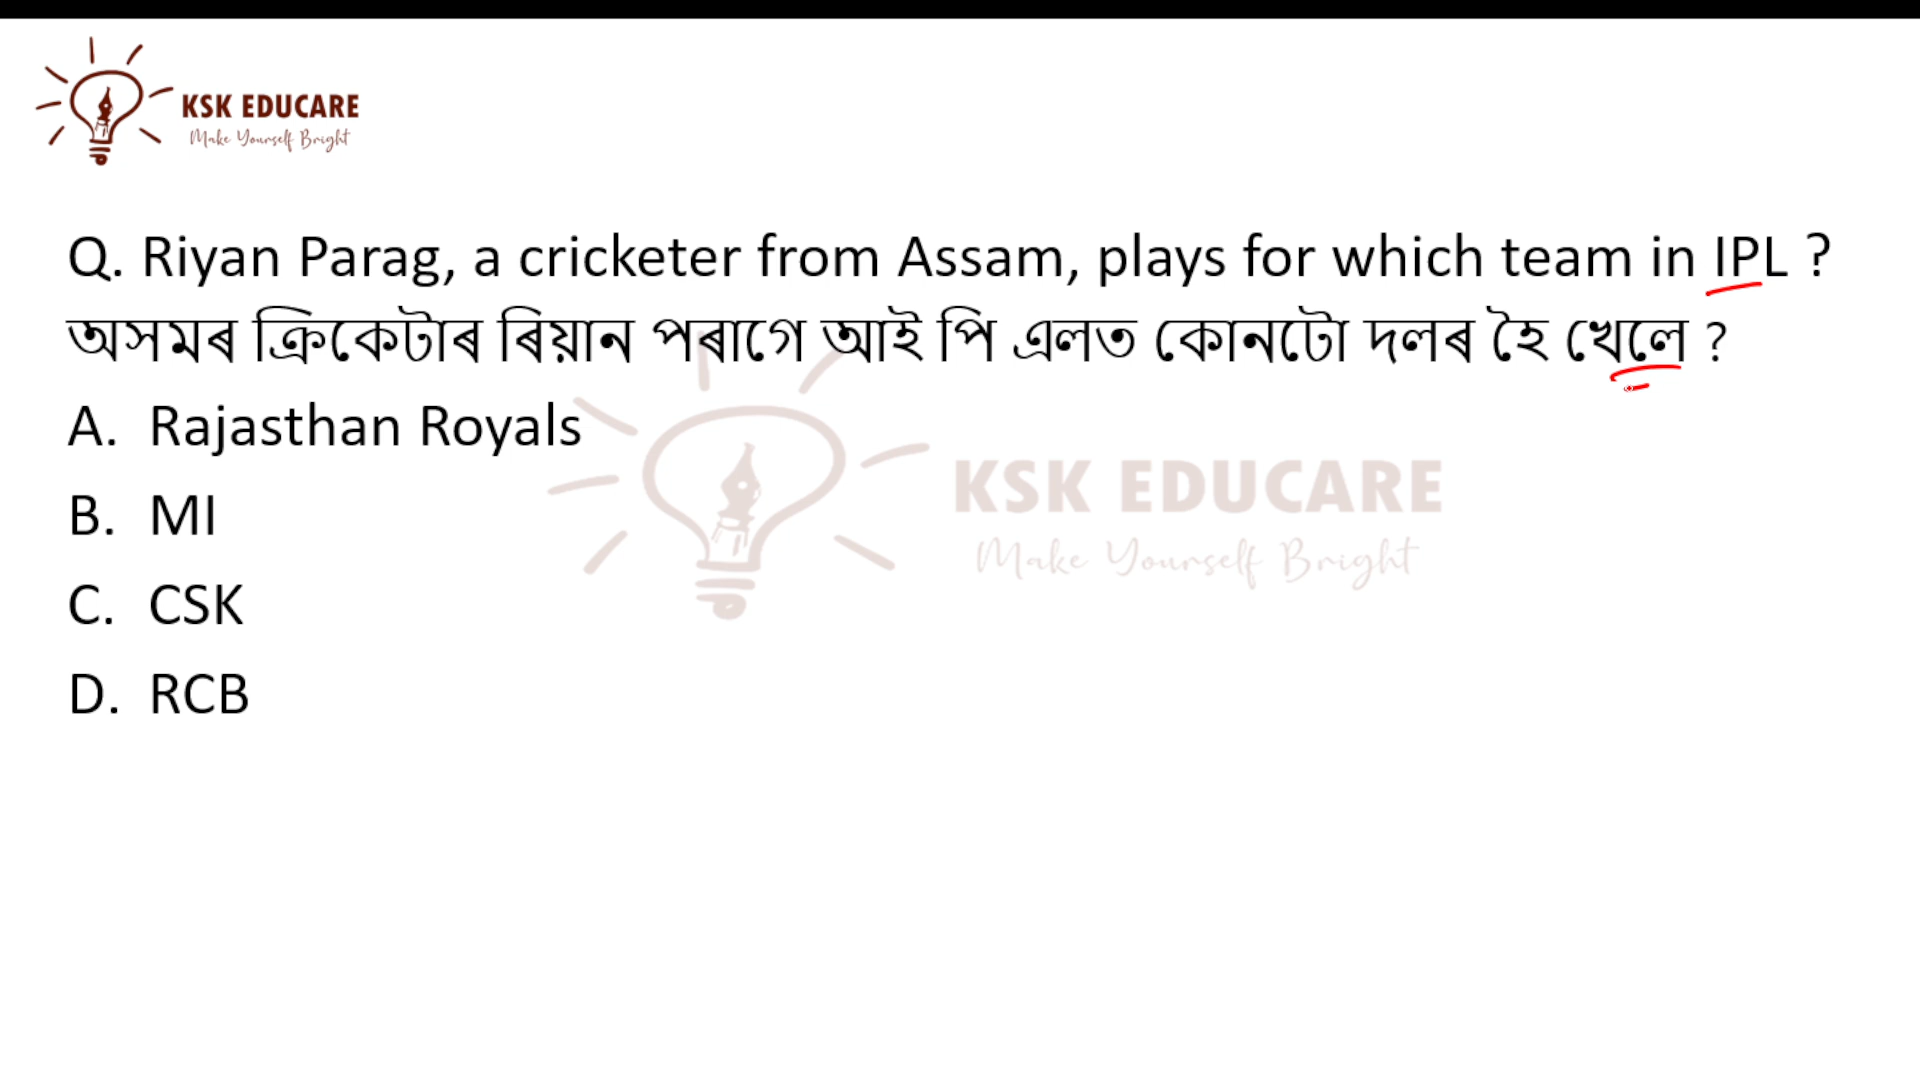 KSK EDUCARE
Make Yourself Bright
Q. Riyan Parag, a cricketer from Assam, plays for which team in IPL ?
অসমৰ ক্ৰিকেটাৰ ৰিয়ান পৰাগে আই পি এলত কোনটো দলৰ হৈ খেলে ?
A. Rajasthan Royals
B. MI
C. CSK
D. RCB
KSK EDUCARE
Make Yourself Bright